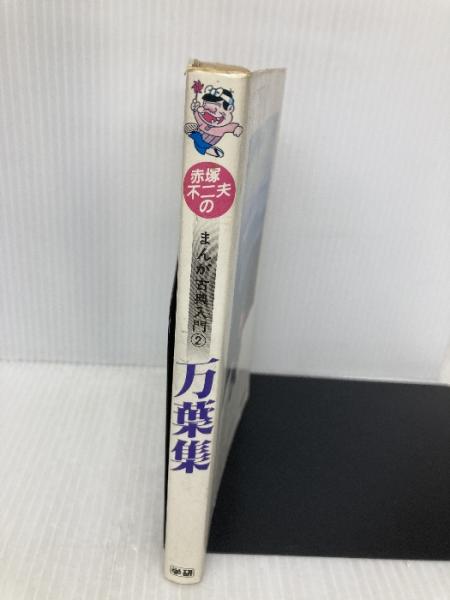 赤塚
不二夫
の
まんが古典入門②
万葉集
学研